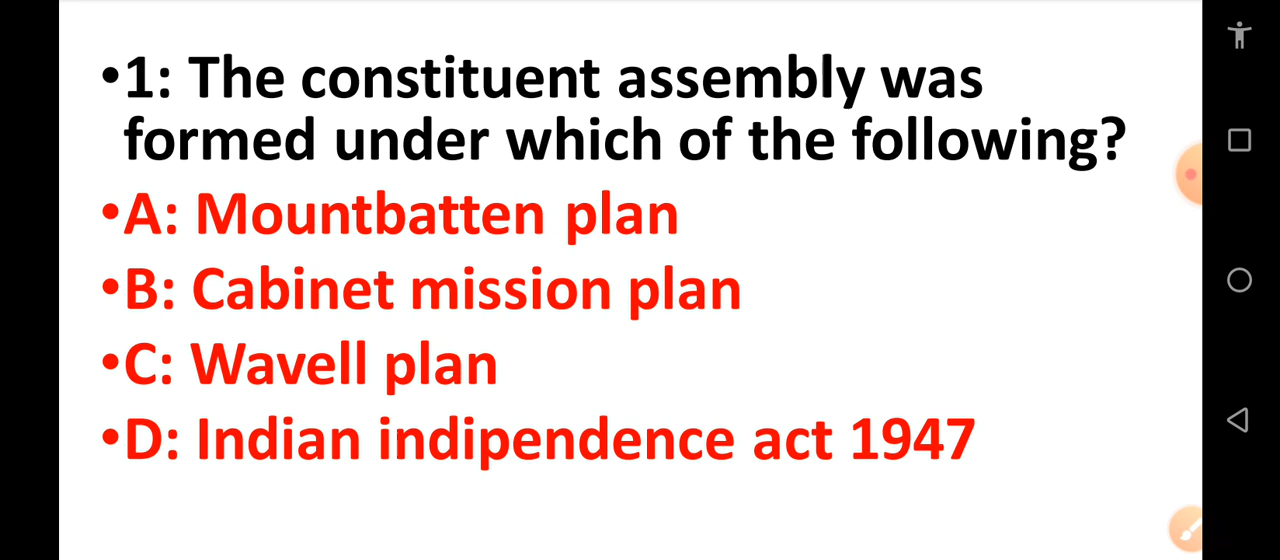 •1: The constituent assembly was
formed under which of the following?
•A: Mountbatten plan
•B: Cabinet mission plan
•C: Wavell plan
•D: Indian indipendence act 1947